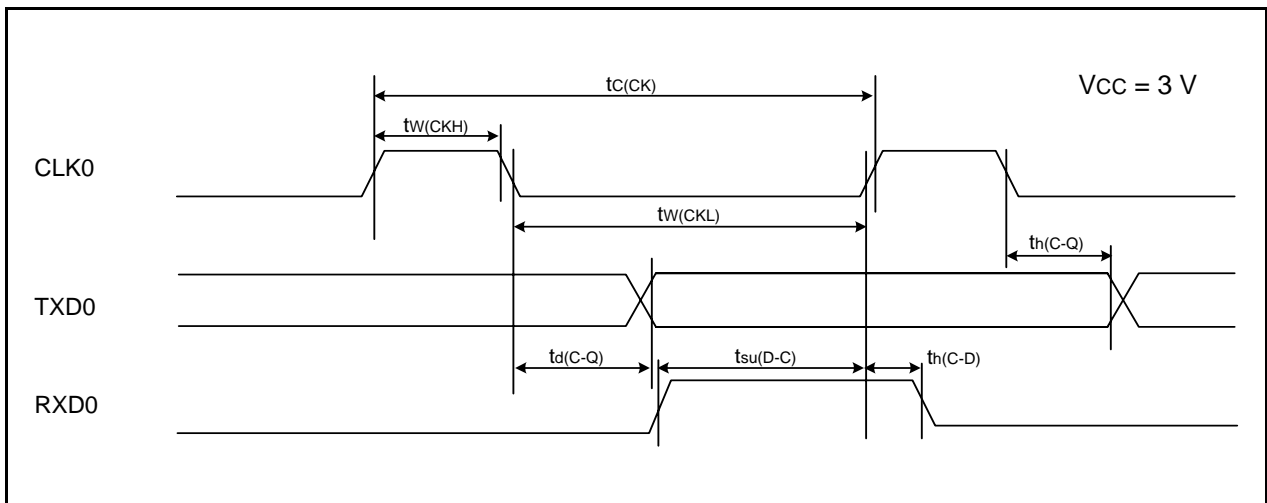 tC(CK)
VCC = 3 V
tW(CKH)
CLK0
tW(CKL)
th(C-Q)
TXD0
td(C-Q)
tsu(D-C)
th(C-D)
RXD0